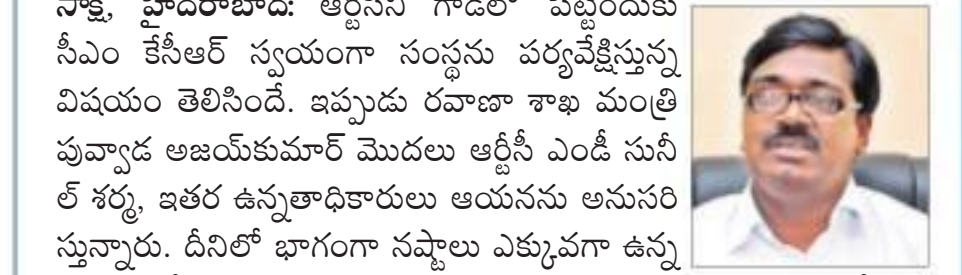 సాక్షి, హైదరాబాద్: ఆర్టీసీని గాడిలో పెట్టేందుకు
సీఎం కేసీఆర్ స్వయంగా సంస్థను పర్యవేక్షిస్తున్న
విషయం తెలిసిందే. ఇప్పుడు రవాణా శాఖ మంత్రి
పువ్వాడ అజయ్‌కుమార్ మొదలు ఆర్టీసీ ఎండీ సునీ
ల్ శర్మ, ఇతర ఉన్నతాధికారులు ఆయనను అనుసరి
స్తున్నారు. దీనిలో భాగంగా నష్టాలు ఎక్కువగా ఉన్న